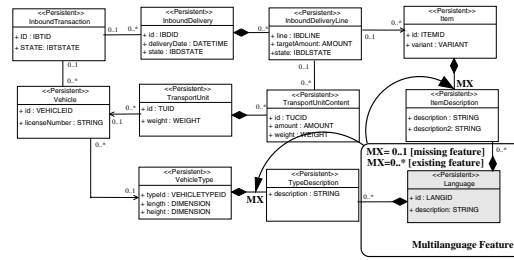 <<Persistent>>
InboundTransaction
+ ID : IBTID
+ STATE: IBTSTATE
0..1
0..*
<<Persistent>>
InboundDelivery
+ id : IBDID
+ deliveryDate : DATETIME
+ state : IBDSTATE
0..*
<<Persistent>>
InboundDeliveryLine
+ line : IBDLINE
+ targetAmount: AMOUNT
+state: IBDLSTATE
0..1
0..*
<<Persistent>>
Item
+ id: ITEMID
+ variant : VARIANT
0..1
0..*
0..1
0..*
MX
<<Persistent>>
Vehicle
+ id : VEHICLEID
+ licenseNumber : STRING
0..*
0..1
<<Persistent>>
TransportUnit
+ id : TUID
+ weight : WEIGHT
0..*
<<Persistent>>
TransportUnitContent
+ id : TUCID
+ amount : AMOUNT
+ weight : WEIGHT
<<Persistent>>
ItemDescription
+ description : STRING
+ description2: STRING
0..*
MX= 0..1 [missing feature]
MX=0..* [existing feature]
0..*
0..1
<<Persistent>>
VehicleType
+ typeId : VEHICLETYPEID
+ length : DIMENSION
+ height : DIMENSION
MX
<<Persistent>>
TypeDescription
+ description : STRING
0..*
<<Persistent>>
Language
+ id : LANGID
+ description: STRING
Multilanguage Feature